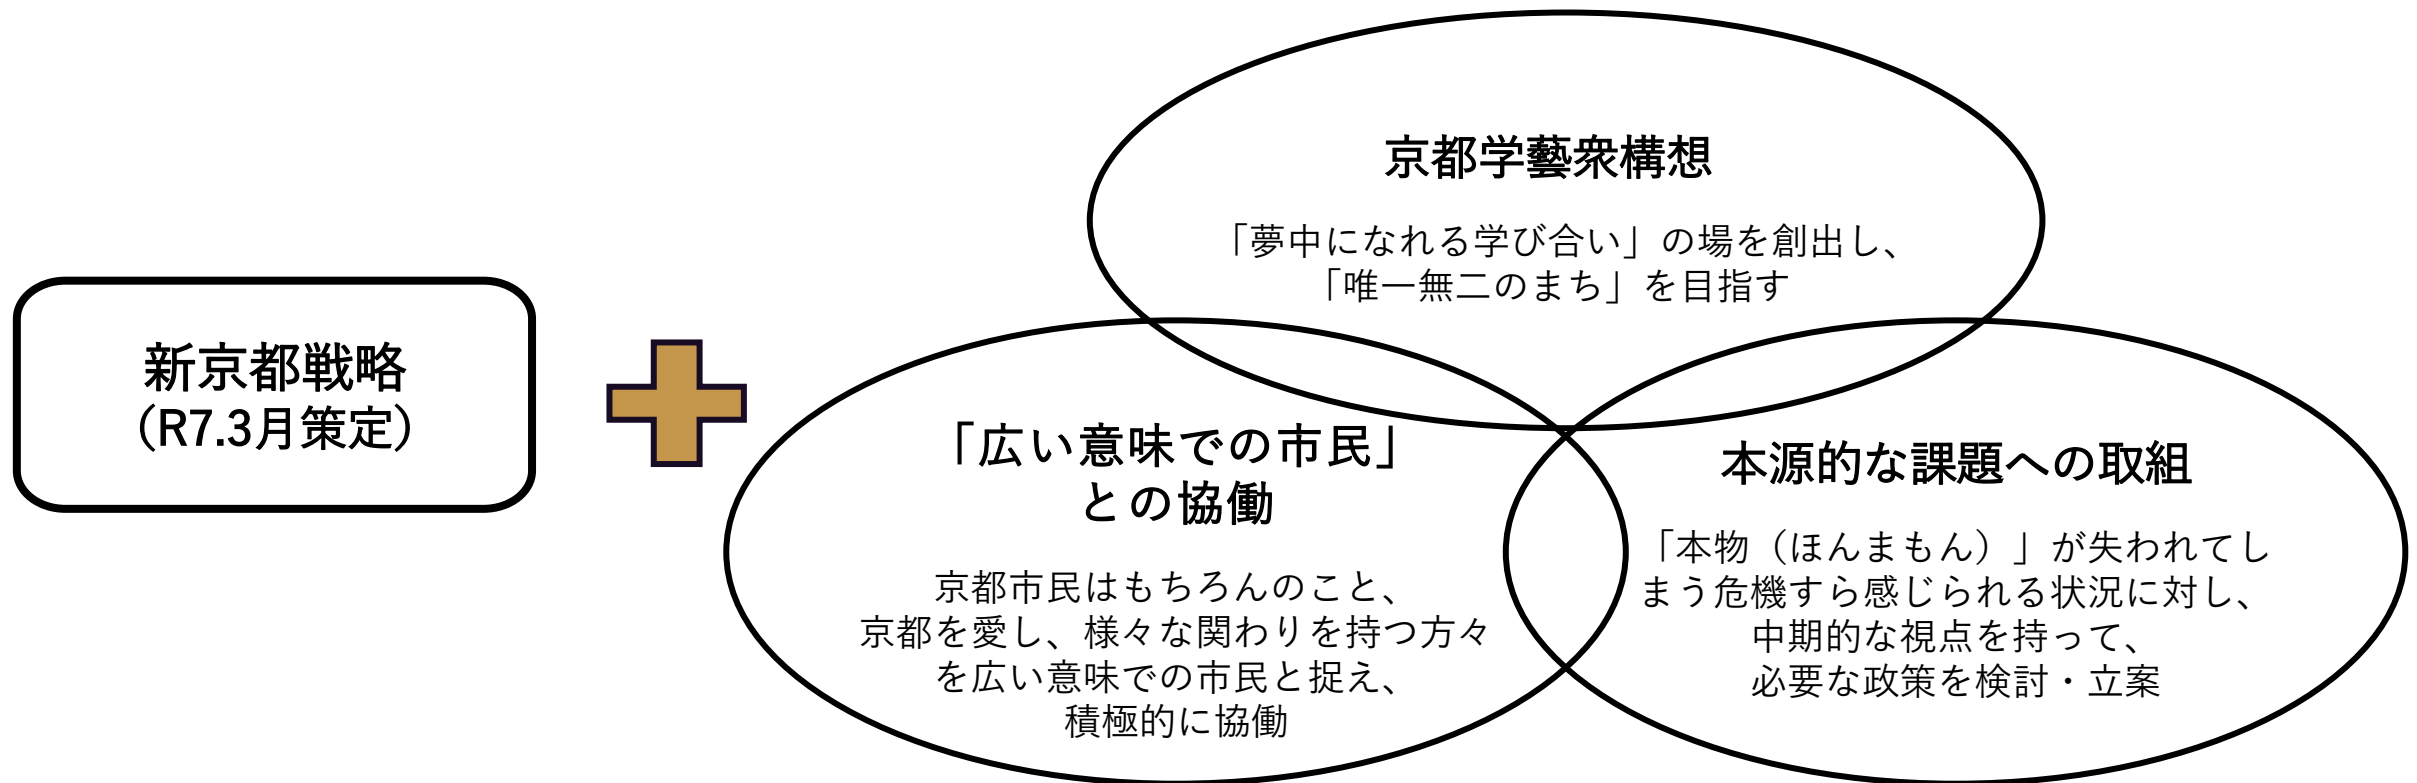 新京都戦略
（R7.3月策定）
京都学藝衆構想
「夢中になれる学び合い」の場を創出し、
「唯一無二のまち」を目指す
「広い意味での市民」
との協働
京都市民はもちろんのこと、
京都を愛し、様々な関わりを持つ方々
を広い意味での市民と捉え、
積極的に協働
本源的な課題への取組
「本物（ほんまもん）」が失われてし
まう危機すら感じられる状況に対し、
中期的な視点を持って、
必要な政策を検討・立案